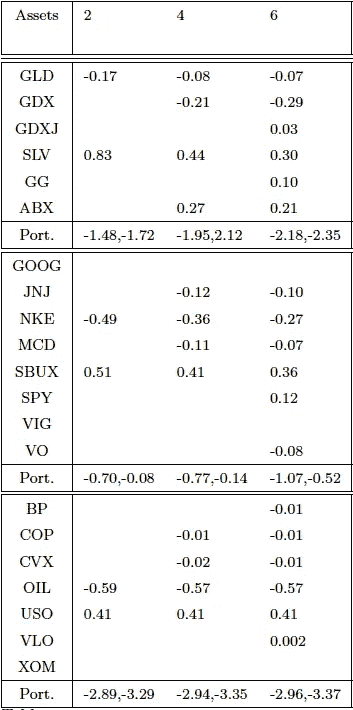 Assets 2 4 6
GLD -0.17 -0.08 -0.07
GDX -0.21 -0.29
GDXJ 0.03
SLV 0.83 0.44 0.30
GG 0.10
ABX 0.27 0.21
Port. -1.48,-1.72 -1.95,2.12 -2.18,-2.35
GOOG
JNJ -0.12 -0.10
NKE -0.49 -0.36 -0.27
MCD -0.11 -0.07
SBUX 0.51 0.41 0.36
SPY 0.12
VIG
VO -0.08
Port. -0.70,-0.08 -0.77,-0.14 -1.07,-0.52
BP -0.01
COP -0.01 -0.01
CVX -0.02 -0.01
OIL -0.59 -0.57 -0.57
USO 0.41 0.41 0.41
VLO 0.002
XOM
Port. -2.89,-3.29 -2.94,-3.35 -2.96,-3.37